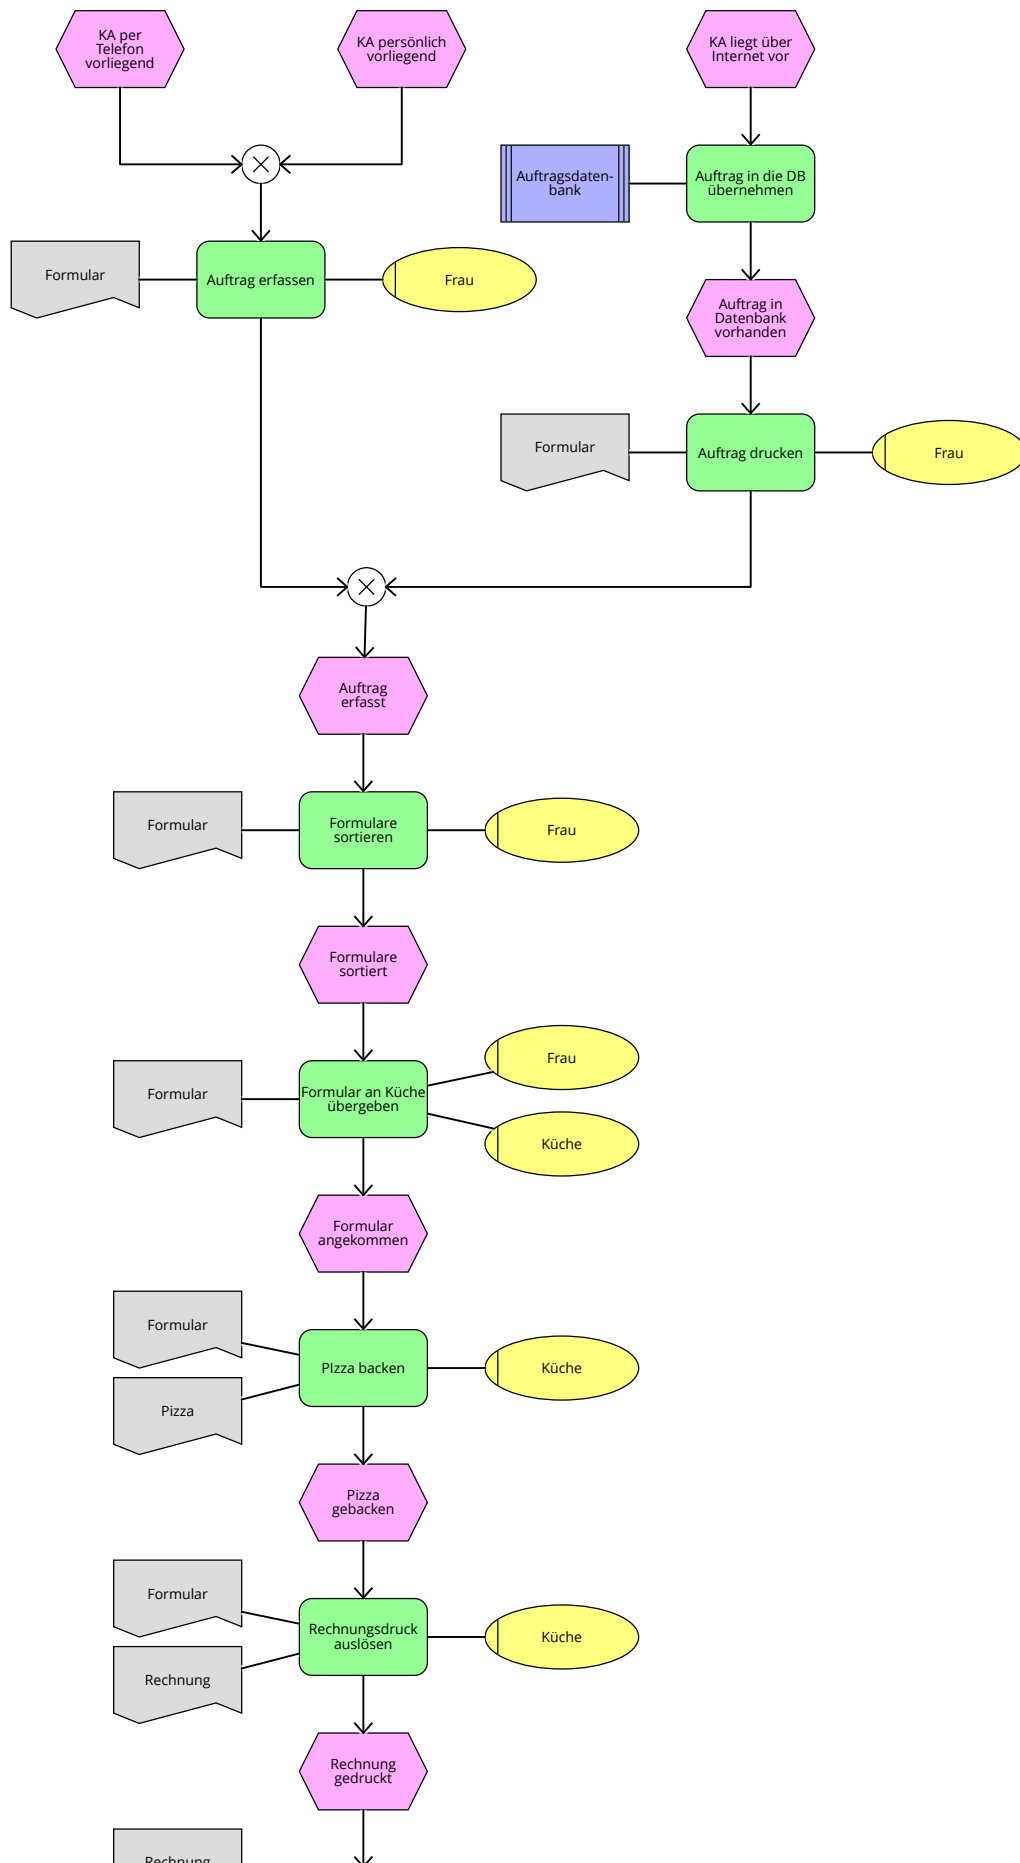 KA per
Telefon
vorliegend
KA persönlich
vorliegend
KA liegt über
Internet vor
Auftragsdaten-
bank
Auftrag in die DB
übernehmen
Formular
Auftrag erfassen
Frau
Auftrag in
Datenbank
vorhanden
Formular
Auftrag drucken
Frau
Auftrag
erfasst
Formular
Formulare
sortieren
Frau
Formulare
sortiert
Formular
Formular an Küche
übergeben
Frau
Küche
Formular
angekommen
Formular
Pizza
PIzza backen
Küche
Pizza
gebacken
Formular
Rechnung
Rechnungsdruck
auslösen
Küche
Rechnung
gedruckt
Rechnung